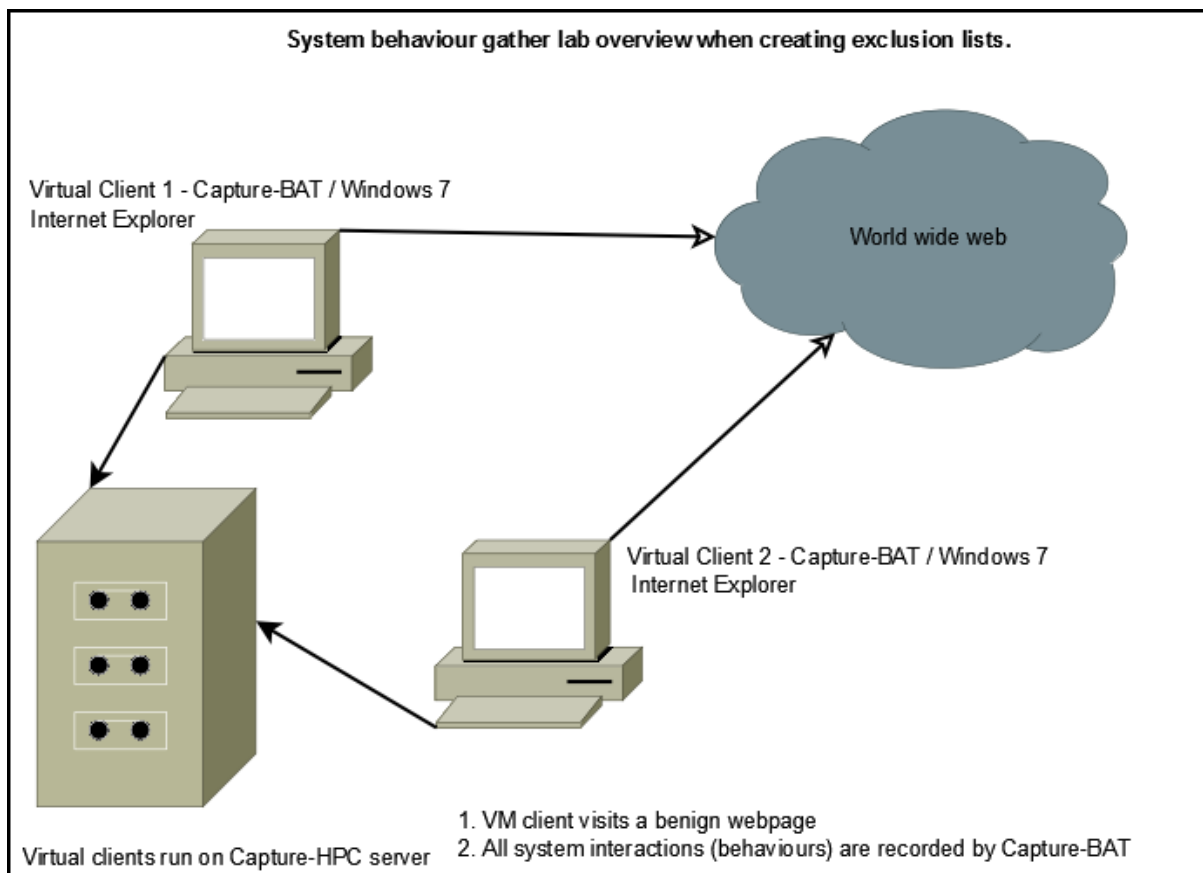 System behaviour gather lab overview when creating exclusion lists.
Virtual Client 1 - Capture-BAT / Windows 7
Internet Explorer
World wide web
Virtual Client 2 - Capture-BAT / Windows 7
Internet Explorer
1. VM client visits a benign webpage
2. All system interactions (behaviours) are recorded by Capture-BAT
Virtual clients run on Capture-HPC server